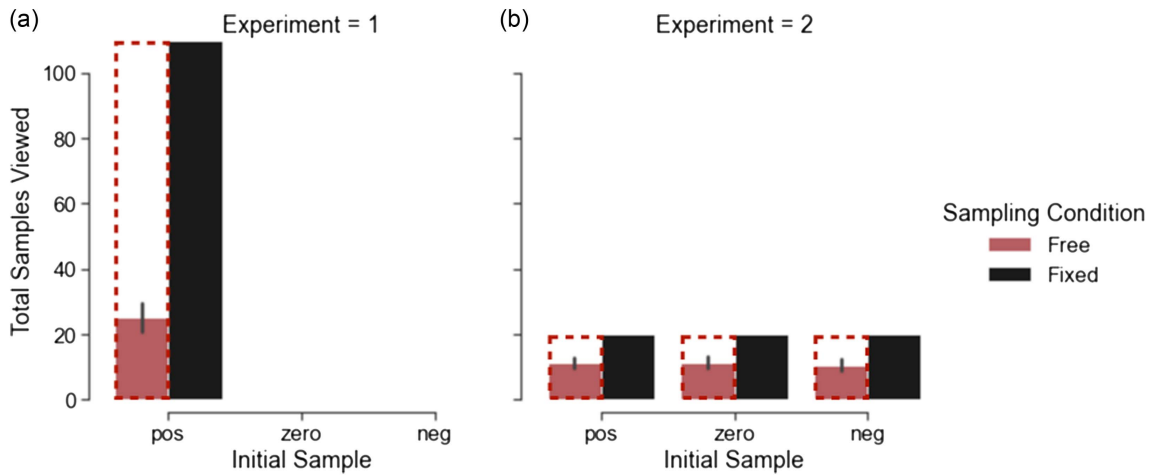 (a)
Experiment = 1
(b)
Experiment = 2
Total Samples Viewed
100
80
60
40
20
0
pos
zero
neg
Initial Sample
pos
zero
neg
Initial Sample
Sampling Condition
Free
Fixed